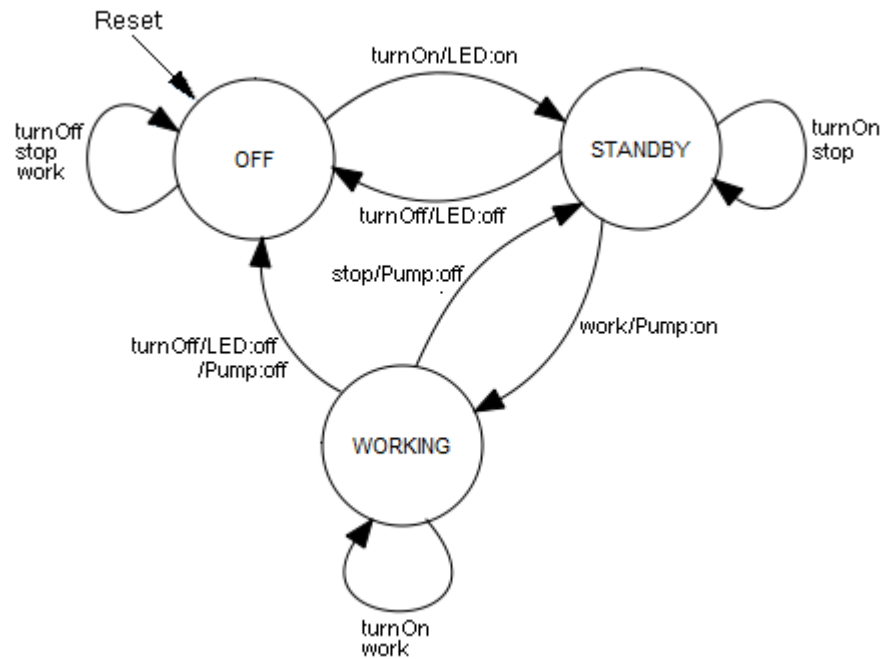 Reset
turnOn/LED:on
turnOff
stop
work
OFF
STANDBY
turnOn
stop
turnOff/LED:off
stop/Pump:off
work/Pump:on
turnOff/LED:off
/Pump:off
WORKING
turnOn
work